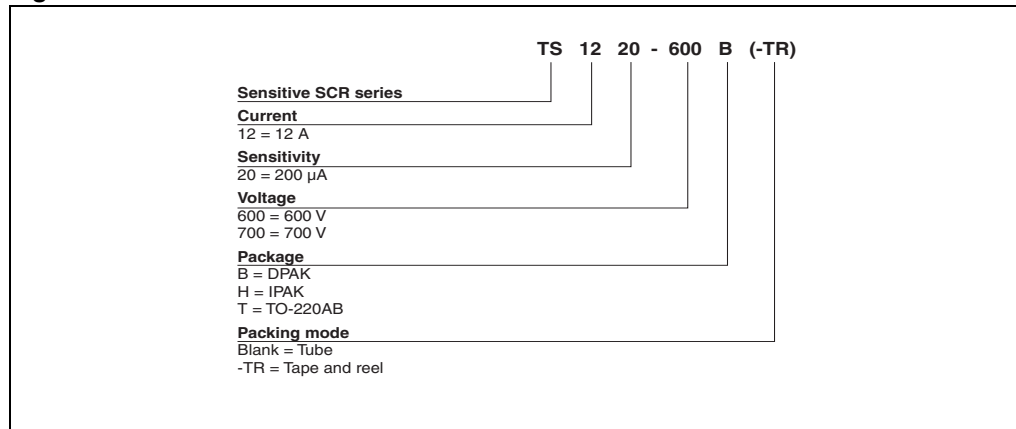 TS 12 20 - 600 B (-TR)
Sensitive SCR series
Current
12 = 12 A
Sensitivity
20 = 200 µA
Voltage
600 = 600 V
700 = 700 V
Package
B = DPAK
H = IPAK
T = TO-220AB
Packing mode
Blank = Tube
-TR = Tape and reel